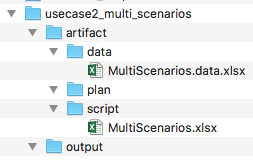 usecase2_multi_scenarios
artifact
data
MultiScenarios.data.xlsx
plan
script
MultiScenarios.xlsx
output